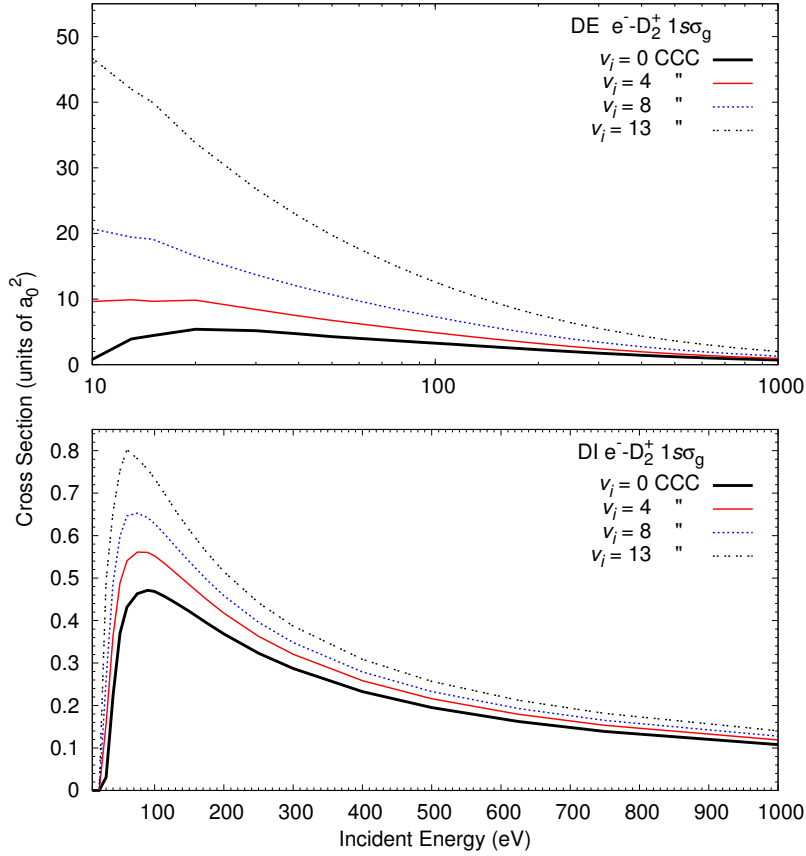 DE e⁻-D₂⁺ 1sσg
vᵢ = 0 CCC
vᵢ = 4 "
vᵢ = 8 "
vᵢ = 13 "
50
40
30
20
10
0
10 100 1000
Cross Section (units of a₀²)
DI e⁻-D₂⁺ 1sσg
vᵢ = 0 CCC
vᵢ = 4 "
vᵢ = 8 "
vᵢ = 13 "
0.8
0.7
0.6
0.5
0.4
0.3
0.2
0.1
0
100 200 300 400 500 600 700 800 900 1000
Incident Energy (eV)